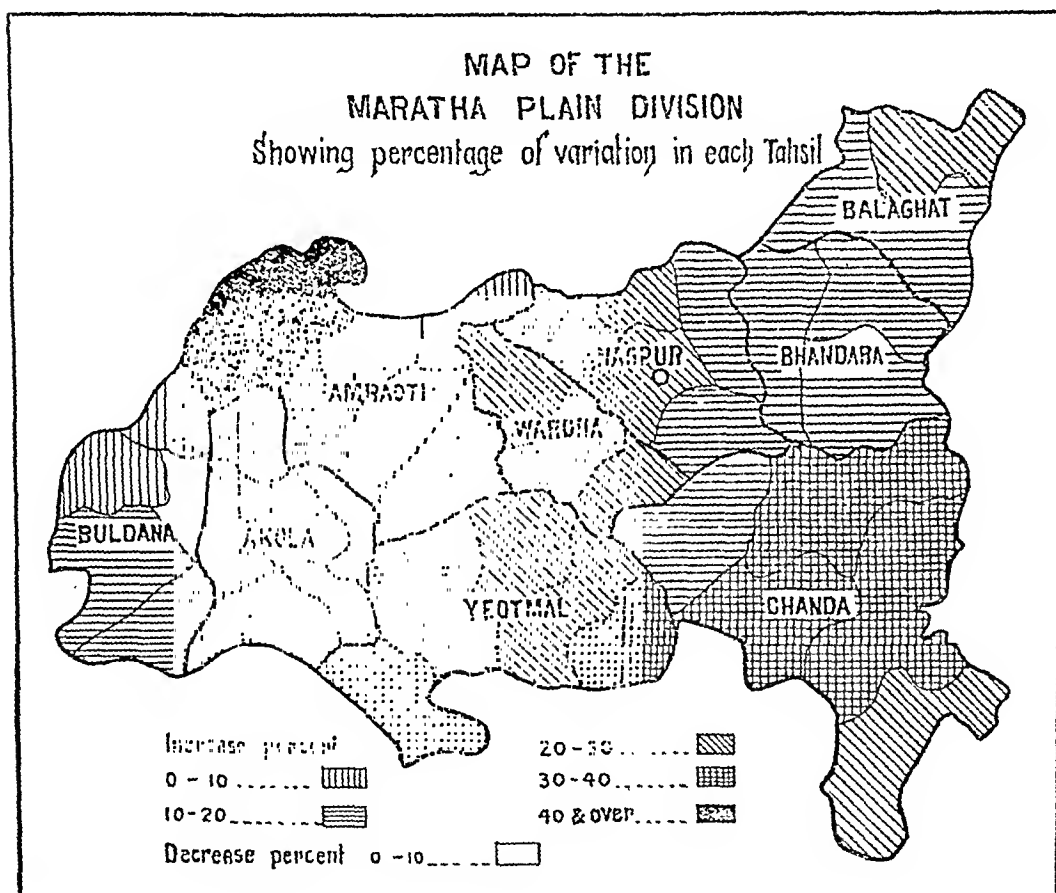 MAP OF THE
MARATHA PLAIN DIVISION
Showing percentage of variation in each Tahsil
BALAGHAT
NAGPUR
BHANDARA
AMRAOTI
WARDHA
BULDANA
AKOLA
YEOTMAL
CHANDA
Increase percent
0-10
10-20
20-30
30-40
40 & over
Decrease percent 0-10